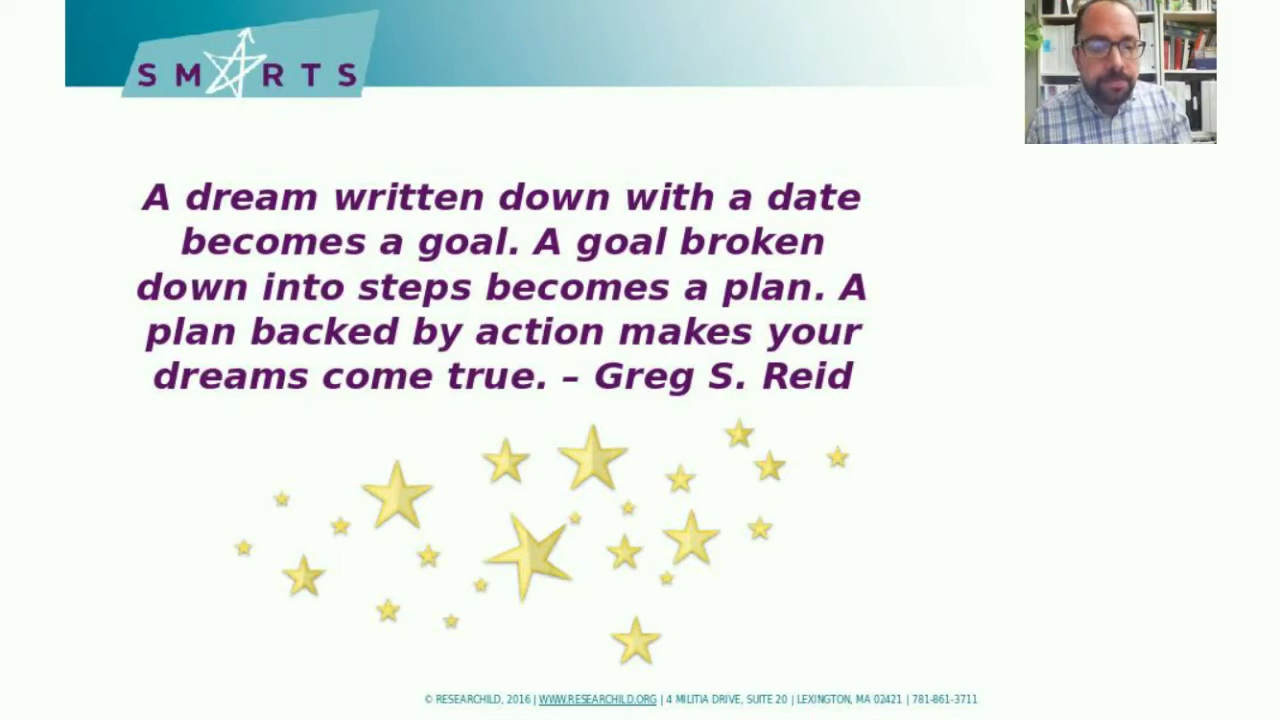 SMARTS
A dream written down with a date
becomes a goal. A goal broken
down into steps becomes a plan. A
plan backed by action makes your
dreams come true. – Greg S. Reid
© RESEARCHILD, 2016 | WWW.RESEARCHILD.ORG | 4 MILITIA DRIVE, SUITE 20 | LEXINGTON, MA 02421 | 781-861-3711